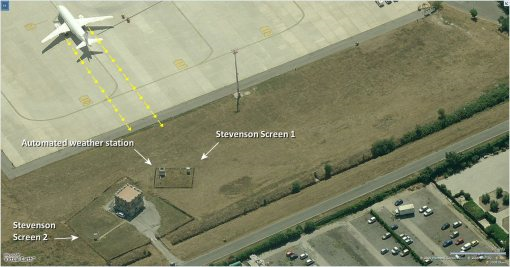 Automated weather station
Stevenson Screen 1
Stevenson
Screen 2